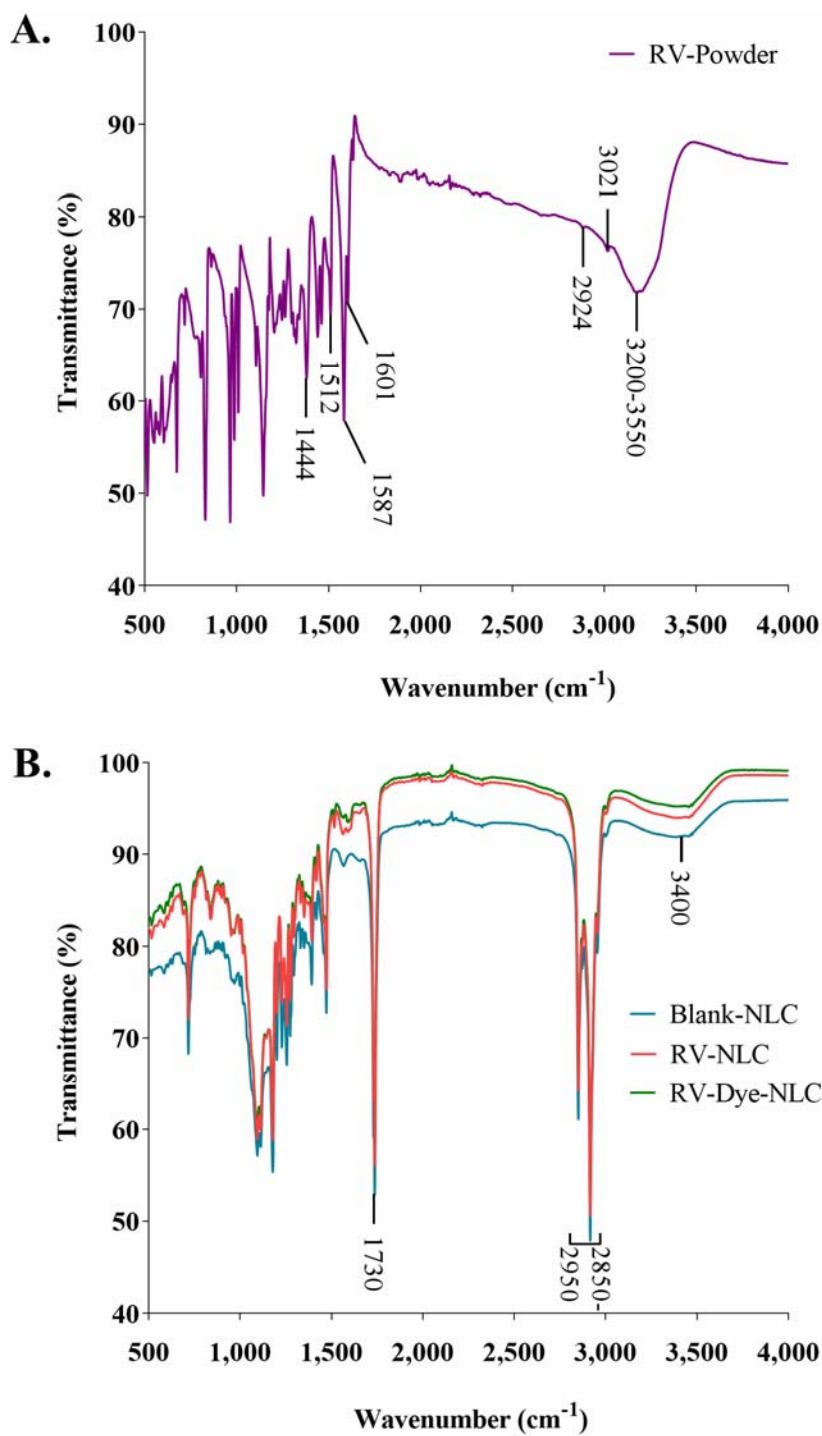 A.
RV-Powder
Transmittance (%)
100
90
80
70
60
50
40
3021
2924
3200-3550
1601
1512
1444
1587
500 1,000 1,500 2,000 2,500 3,000 3,500 4,000
Wavenumber (cm-1)
B.
Transmittance (%)
100
90
80
70
60
50
40
3400
Blank-NLC
RV-NLC
RV-Dye-NLC
1730
2850-
2950
500 1,000 1,500 2,000 2,500 3,000 3,500 4,000
Wavenumber (cm-1)